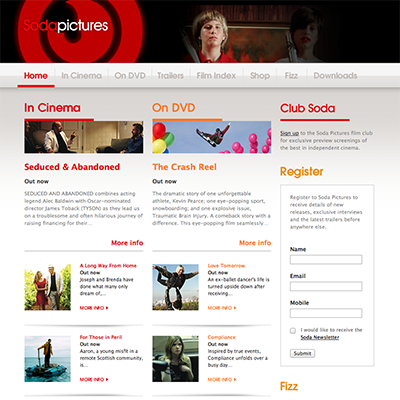 Sodapictures
Home In Cinema On DVD Trailers Film Index Shop Fizz Downloads
In Cinema
Seduced & Abandoned
Out now
SEDUCED AND ABANDONED combines acting
legend Alec Baldwin with Oscar-nominated
director James Toback (TYSON) as they lead us
on a troublesome and often hilarious journey of
raising financing for their...
More info
A Long Way From Home
Out now
Joseph and Brenda have
done what many only
dream of,...
MORE INFO
For Those in Peril
Out now
Aaron, a young misfit in a
remote Scottish community,
is...
MORE INFO
On DVD
The Crash Reel
Out now
The dramatic story of one unforgettable
athlete, Kevin Pearce; one eye-popping sport,
snowboarding; and one explosive issue,
Traumatic Brain Injury. A comeback story with a
difference. This eye-popping film seamlessly...
More info
Love Tomorrow
Out now
An ex-ballet dancer's life is
turned upside down after
receiving...
MORE INFO
Compliance
Out now
Inspired by true events,
Compliance unfolds over a
busy day...
MORE INFO
Club Soda
Sign up to the Soda Pictures film club
for exclusive preview screenings of
the best in independent cinema.
Register
Register to Soda Pictures to
receive details of new
releases, exclusive interviews
and the latest trailers before
anywhere else.
Name
Email
Mobile
I would like to receive the
Soda Newsletter
Submit
Fizz